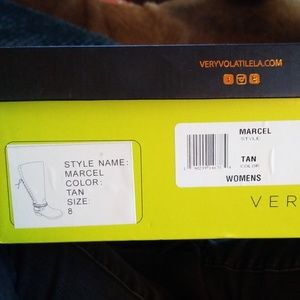 VERYVOLATILELA.COM
STYLE NAME:
MARCEL
COLOR:
TAN
SIZE:
8
MARCEL
STYLE
TAN
COLOR
WOMENS
VER